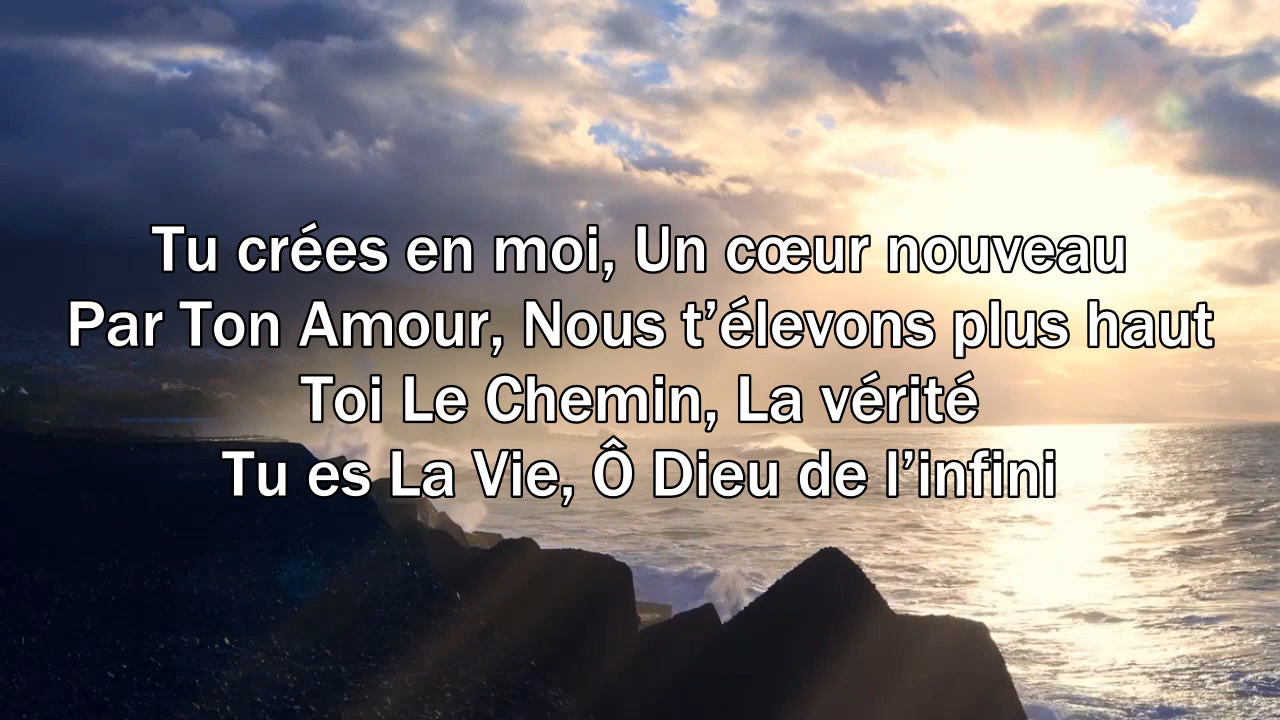 Tu crées en moi, Un cœur nouveau
Par Ton Amour, Nous t’élevons plus haut
Toi Le Chemin, La vérité
Tu es La Vie, Ô Dieu de l’infini